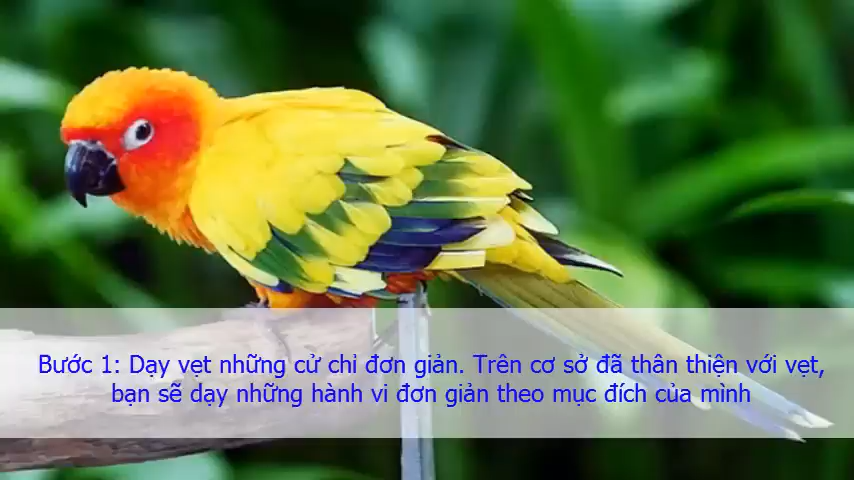 Bước 1: Dạy vẹt những cử chỉ đơn giản. Trên cơ sở đã thân thiện với vẹt,
bạn sẽ dạy những hành vi đơn giản theo mục đích của mình